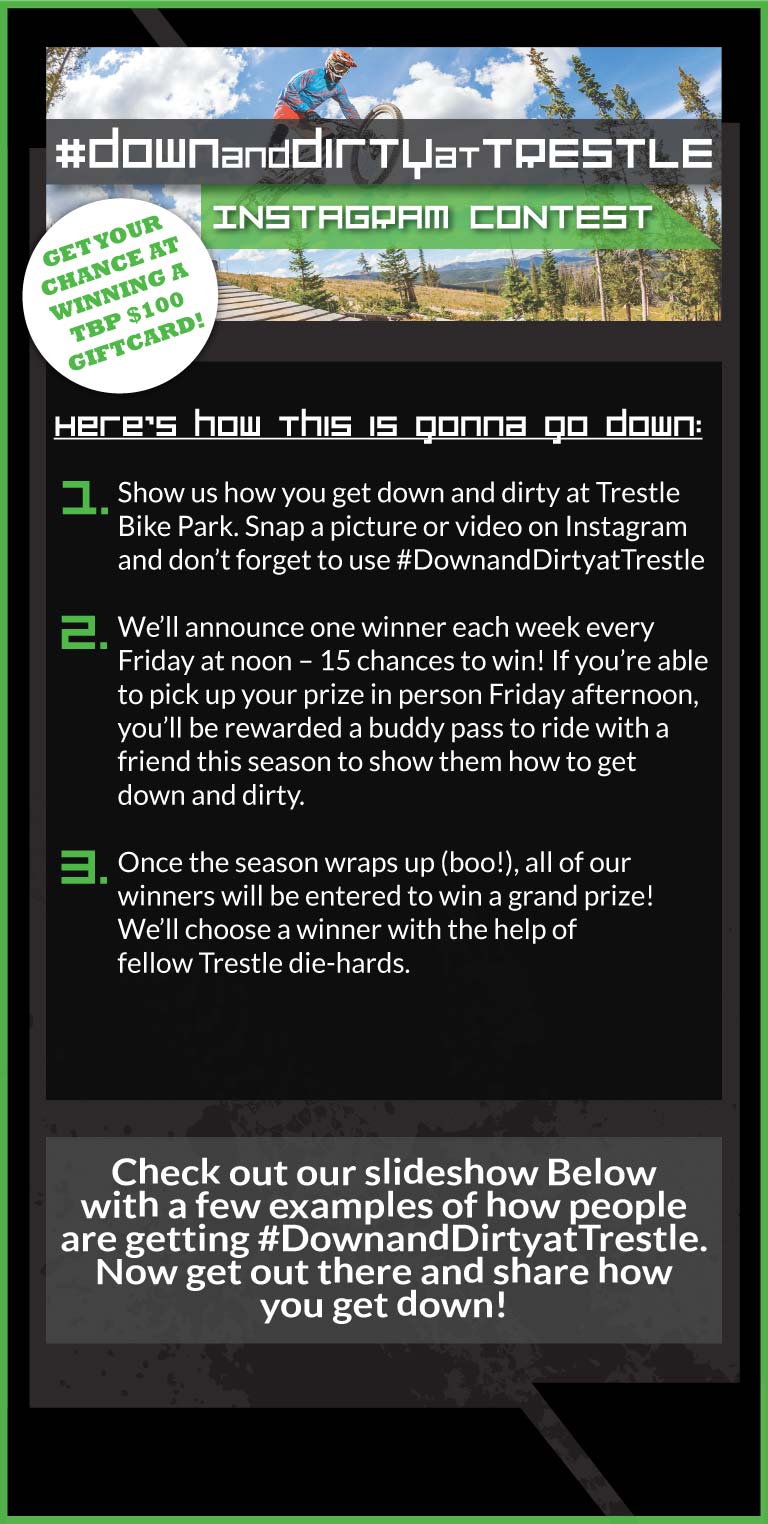 #DOWNandDIRTYatTRESTLE
INSTAGRAM CONTEST
GET YOUR
CHANCE AT
WINNING A
TBP $100
GIFTCARD!
Here's how this is gonna go down:
1. Show us how you get down and dirty at Trestle
Bike Park. Snap a picture or video on Instagram
and don’t forget to use #DownandDirtyatTrestle
2. We’ll announce one winner each week every
Friday at noon – 15 chances to win! If you’re able
to pick up your prize in person Friday afternoon,
you’ll be rewarded a buddy pass to ride with a
friend this season to show them how to get
down and dirty.
3. Once the season wraps up (boo!), all of our
winners will be entered to win a grand prize!
We’ll choose a winner with the help of
fellow Trestle die-hards.
Check out our slideshow Below
with a few examples of how people
are getting #DownandDirtyatTrestle.
Now get out there and share how
you get down!